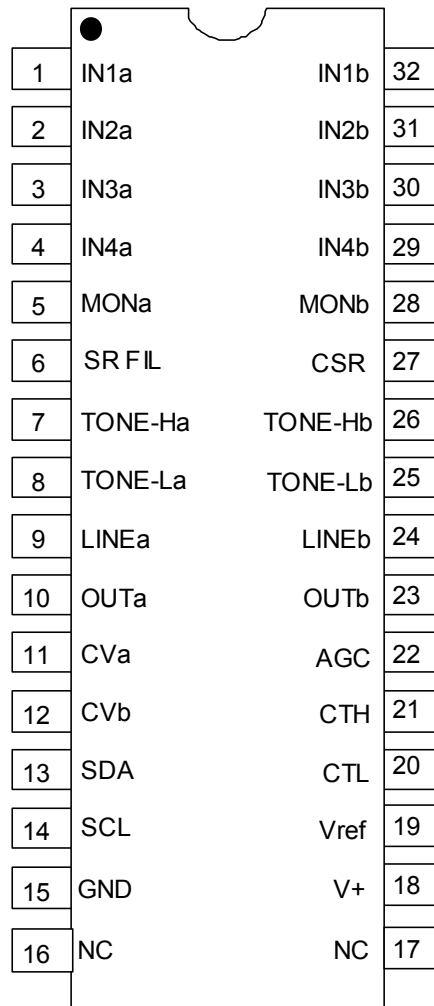 1 IN1a IN1b 32
2 IN2a IN2b 31
3 IN3a IN3b 30
4 IN4a IN4b 29
5 MONa MONb 28
6 SR FIL CSR 27
7 TONE-Ha TONE-Hb 26
8 TONE-La TONE-Lb 25
9 LINEa LINEb 24
10 OUTa OUTb 23
11 CVa AGC 22
12 CVb CTH 21
13 SDA CTL 20
14 SCL Vref 19
15 GND V+ 18
16 NC NC 17